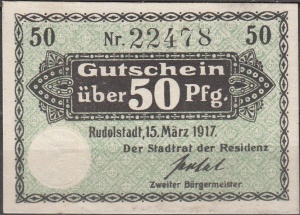 50 Nr. 22478 50
Gutschein
über 50 Pfg.
Rudolstadt, 15. März 1917.
Der Stadtrat der Residenz
Zweiter Bürgermeister